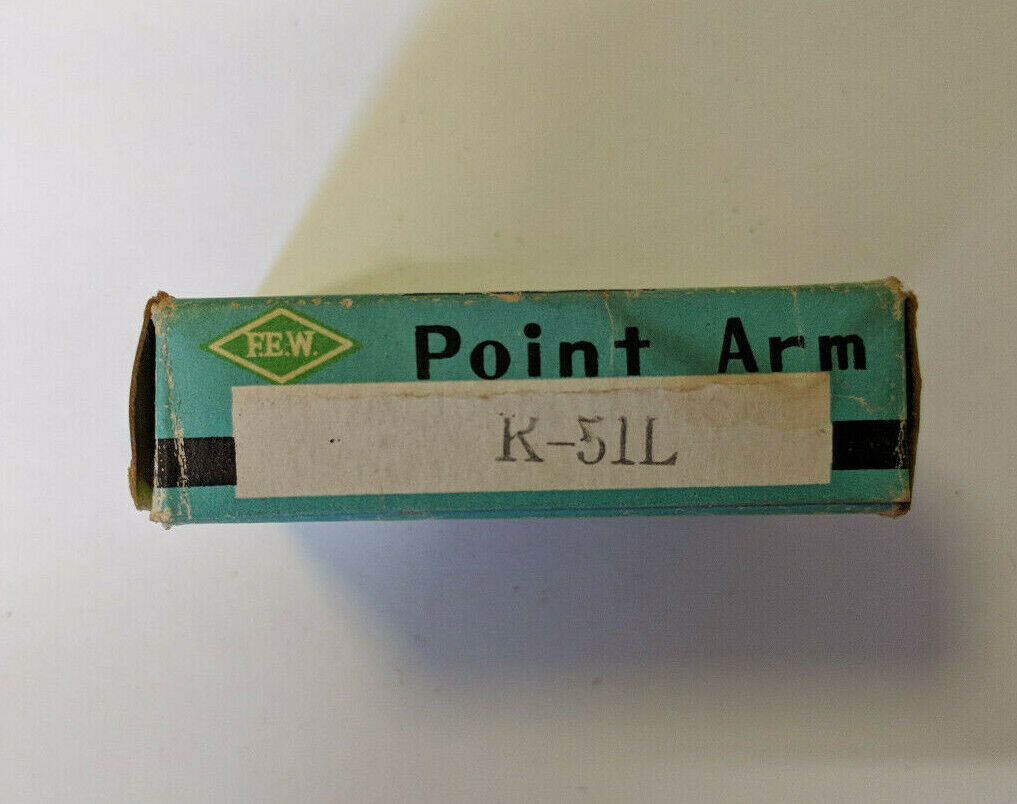 F.E.W.
Point Arm
K-51L